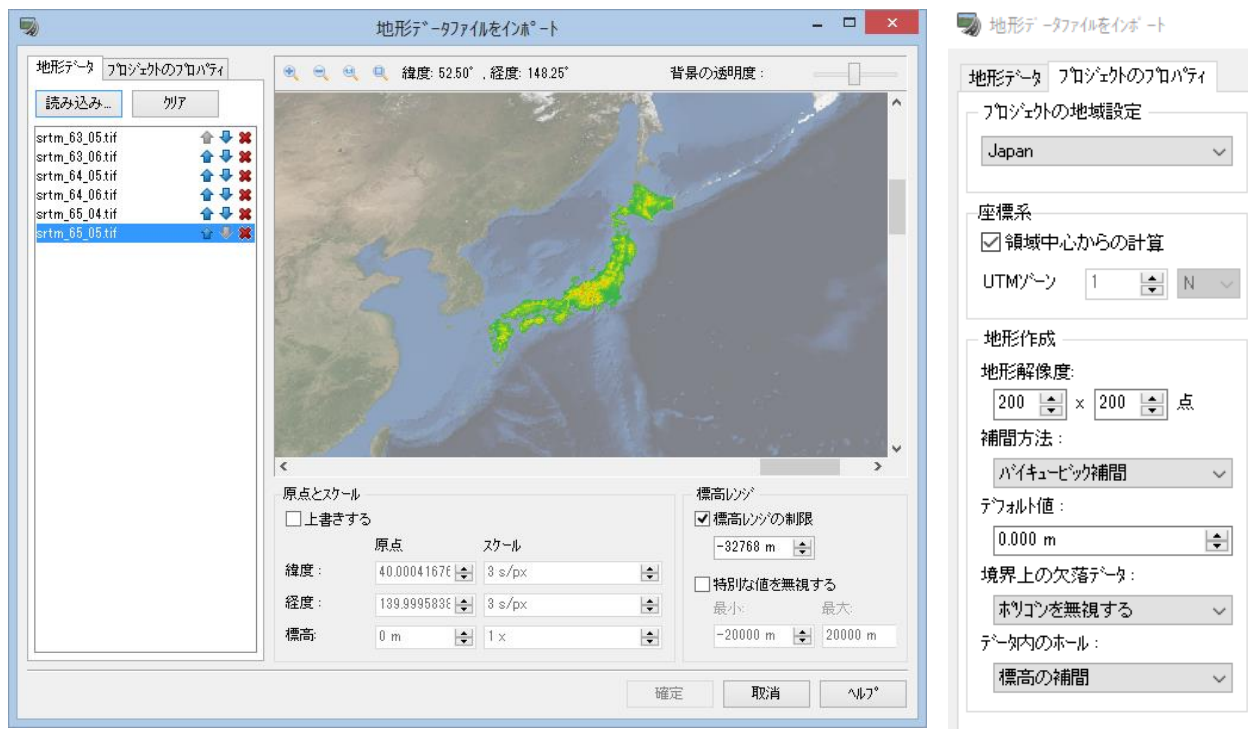 地形データファイルをインポート
地形データ プロジェクトのプロパティ
読み込み... クリア
srtm_63_05.tif
srtm_63_06.tif
srtm_64_05.tif
srtm_64_06.tif
srtm_65_04.tif
srtm_65_05.tif
緯度: 52.50° , 経度: 148.25° 背景の透明度 :
原点とスケール
上書きする
原点 スケール
緯度 : 40.00041676 3 s/px
経度 : 139.9995838 3 s/px
標高: 0 m 1 x
標高レンジ
標高レンジの制限
-32768 m
特別な値を無視する
最小: 最大:
-20000 m 20000 m
確定 取消 ヘルプ
地形データファイルをインポート
地形データ プロジェクトのプロパティ
プロジェクトの地域設定
Japan
座標系
領域中心からの計算
UTMゾーン 1 N
地形作成
地形解像度:
200 x 200 点
補間方法 :
バイキュービック補間
デフォルト値 :
0.000 m
境界上の欠落データ :
ポリゴンを無視する
データ内のホール :
標高の補間